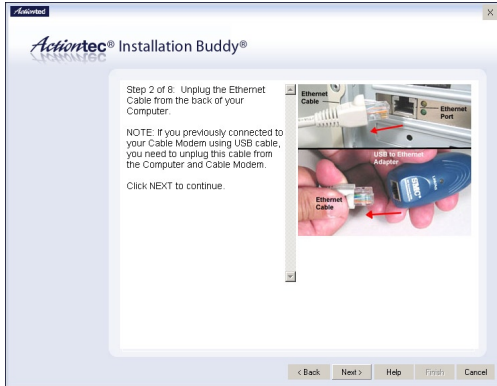 Actiontec
Actiontec® Installation Buddy®
Step 2 of 8: Unplug the Ethernet
Cable from the back of your
Computer.
NOTE: If you previously connected to
your Cable Modem using USB cable,
you need to unplug this cable from
the Computer and Cable Modem.
Click NEXT to continue.
Ethernet
Cable
Ethernet
Port
USB to Ethernet
Adapter
SMC
Ethernet
Cable
< Back Next > Help Finish Cancel